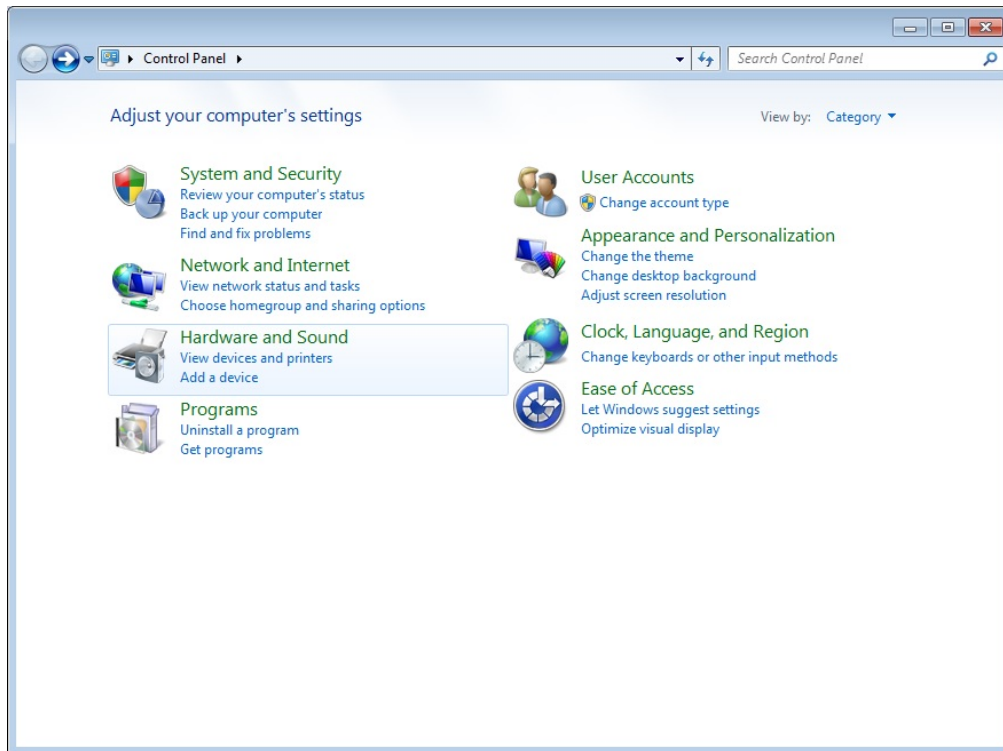 Control Panel
Search Control Panel
Adjust your computer's settings
View by: Category
System and Security
Review your computer's status
Back up your computer
Find and fix problems
Network and Internet
View network status and tasks
Choose homegroup and sharing options
Hardware and Sound
View devices and printers
Add a device
Programs
Uninstall a program
Get programs
User Accounts
Change account type
Appearance and Personalization
Change the theme
Change desktop background
Adjust screen resolution
Clock, Language, and Region
Change keyboards or other input methods
Ease of Access
Let Windows suggest settings
Optimize visual display